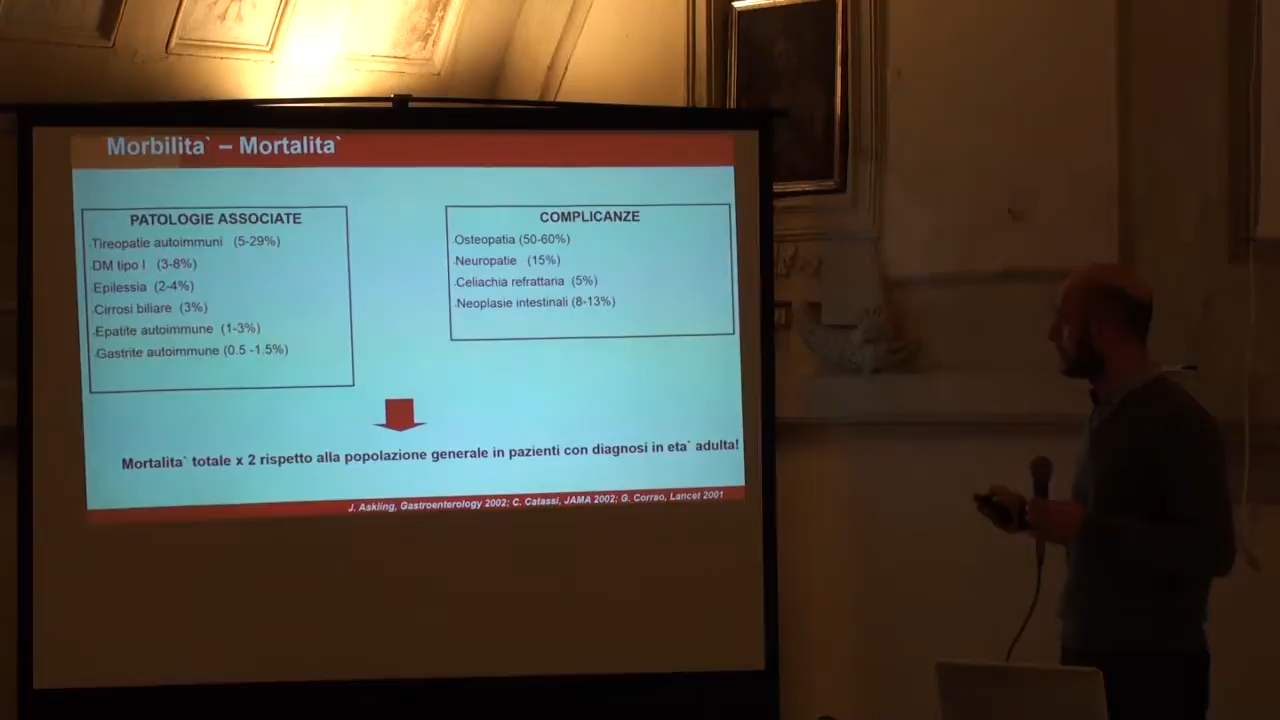 Morbilita` – Mortalita`
PATOLOGIE ASSOCIATE
.Tireopatie autoimmuni (5-29%)
.DM tipo I (3-8%)
.Epilessia (2-4%)
.Cirrosi biliare (3%)
.Epatite autoimmune (1-3%)
.Gastrite autoimmune (0.5 -1.5%)
COMPLICANZE
.Osteopatia (50-60%)
.Neuropatie (15%)
.Celiachia refrattaria (5%)
.Neoplasie intestinali (8-13%)
Mortalita` totale x 2 rispetto alla popolazione generale in pazienti con diagnosi in eta` adulta!
J. Askling, Gastroenterology 2002; C. Catassi, JAMA 2002; G. Corrao, Lancet 2001